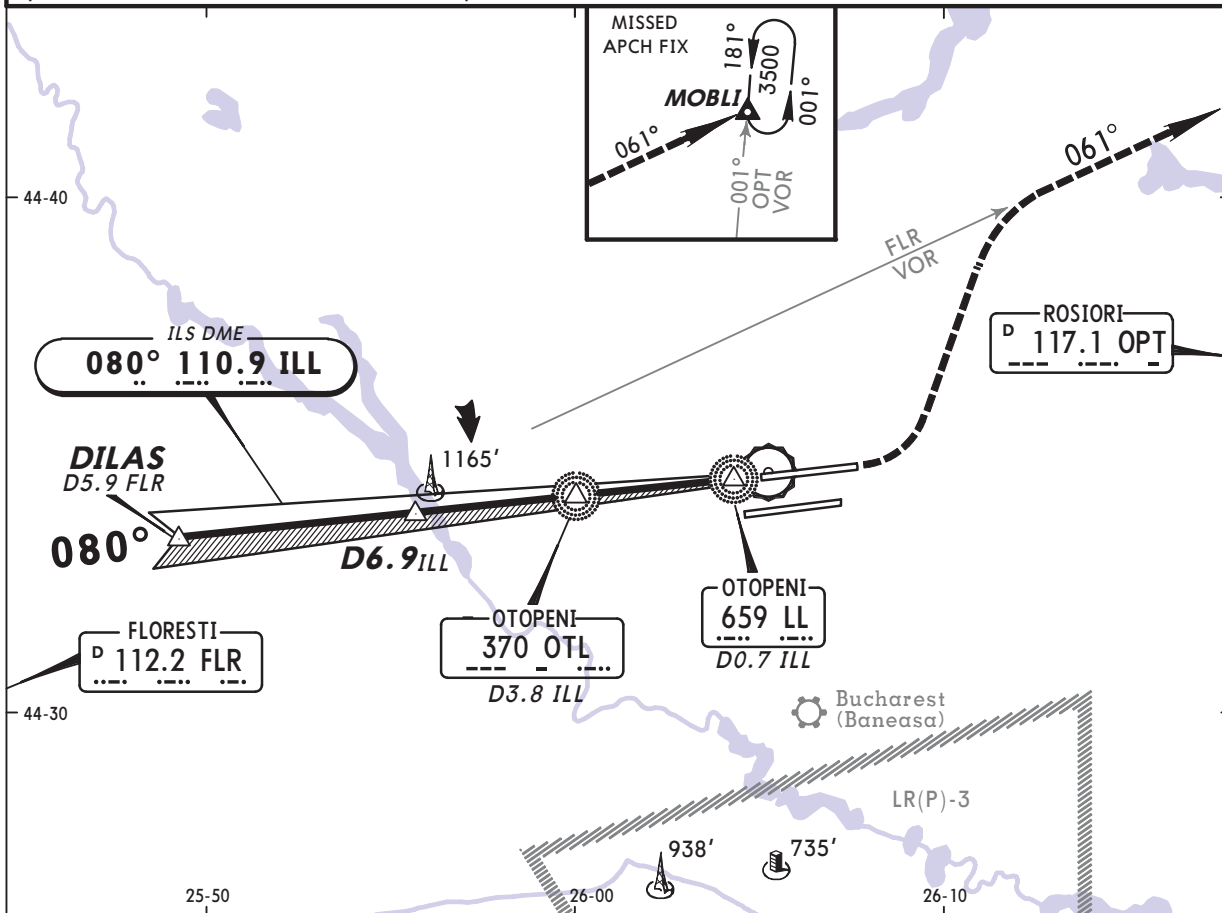 MISSED
APCH FIX
181°
3500
001°
MOBLI
061°
001°
OPT
VOR
061°
44-40
FLR
VOR
ROSIORI
D 117.1 OPT
ILS DME
080° 110.9 ILL
1165'
DILAS
D5.9 FLR
080°
D6.9 ILL
OTOPENI
659 LL
D0.7 ILL
OTOPENI
370 OTL
D3.8 ILL
FLORESTI
D 112.2 FLR
44-30
Bucharest
(Baneasa)
LR(P)-3
938'
735'
25-50
26-00
26-10